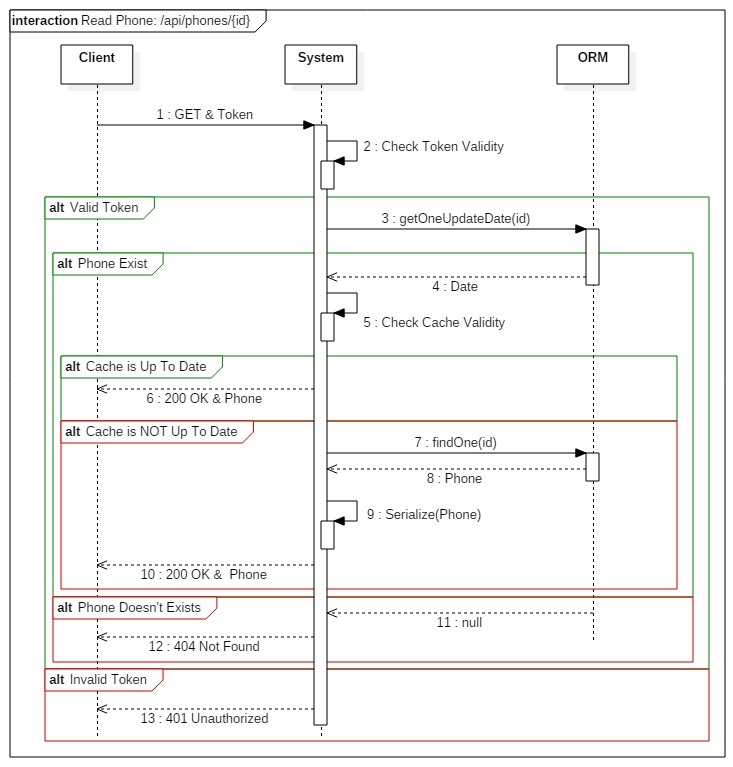 interaction Read Phone: /api/phones/{id}
Client
System
ORM
1 : GET & Token
2 : Check Token Validity
alt Valid Token
3 : getOneUpdateDate(id)
alt Phone Exist
4 : Date
5 : Check Cache Validity
alt Cache is Up To Date
6 : 200 OK & Phone
alt Cache is NOT Up To Date
7 : findOne(id)
8 : Phone
9 : Serialize(Phone)
10 : 200 OK & Phone
alt Phone Doesn't Exists
11 : null
12 : 404 Not Found
alt Invalid Token
13 : 401 Unauthorized